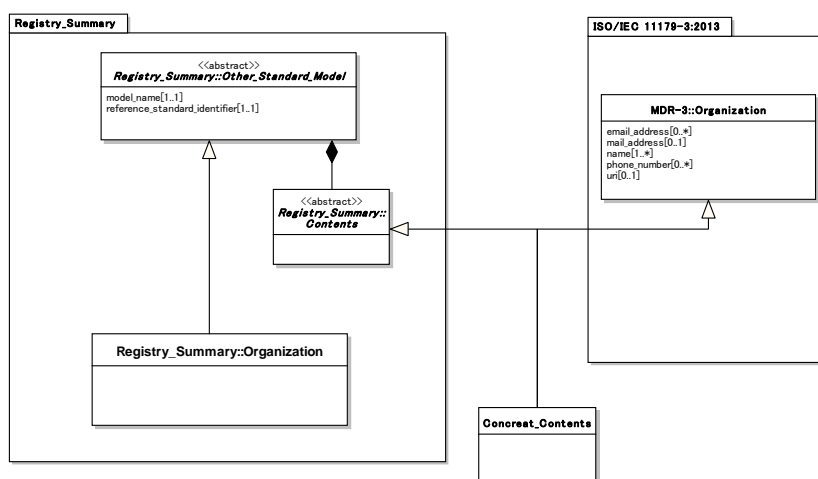 Registry_Summary
<<abstract>>
Registry_Summary::Other_Standard_Model
model_name[1..1]
reference_standard_identifier[1..1]
<<abstract>>
Registry_Summary::
Contents
Registry_Summary::Organization
ISO/IEC 11179-3:2013
MDR-3::Organization
email_address[0..*]
mail_address[0..1]
name[1..*]
phone_number[0..*]
uri[0..1]
Concreat_Contents